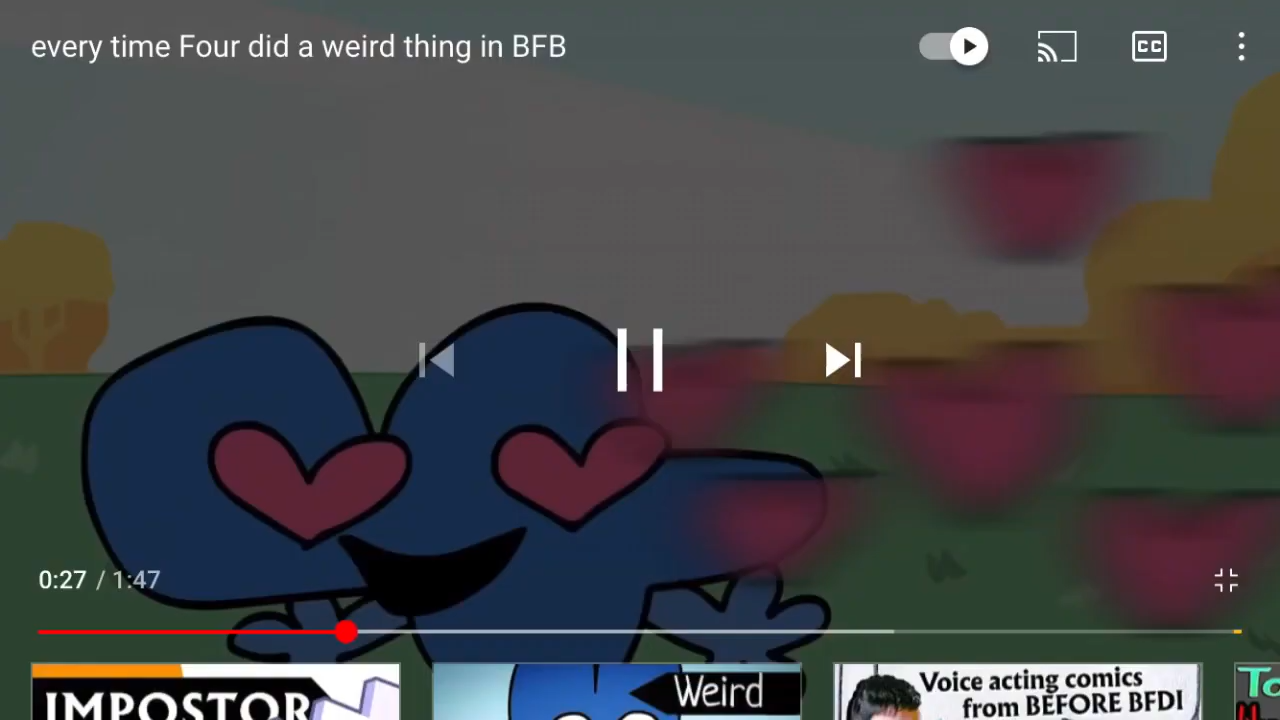 every time Four did a weird thing in BFB
CC
0:27 / 1:47
IMPOSTOR
Weird
Voice acting comics
from BEFORE BFDI